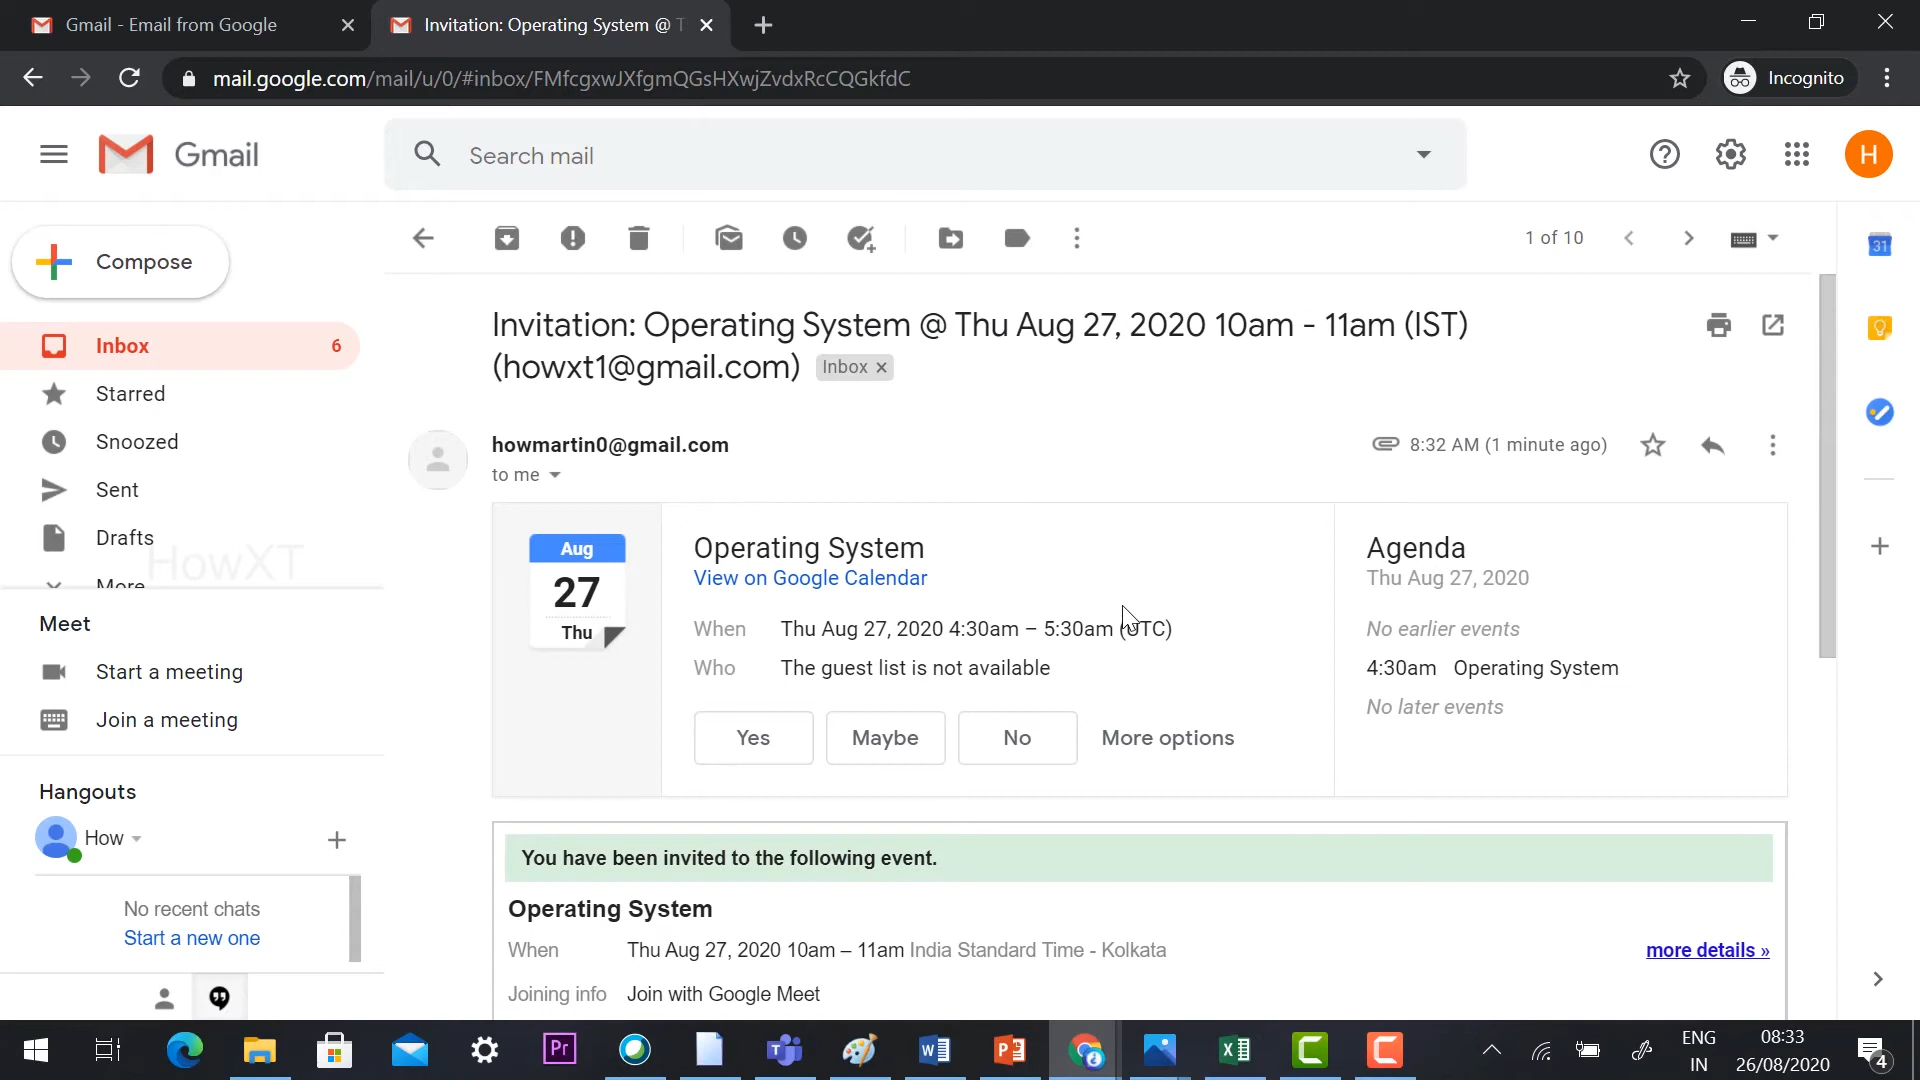 Gmail - Email from Google
Invitation: Operating System @ T
mail.google.com/mail/u/0/#inbox/FMfcgxwJXfgmQGsHXwjZvdxRcCQGkfdC
Incognito
Gmail
Search mail
H
Compose
1 of 10
31
Inbox 6
Starred
Snoozed
Sent
Drafts
More
HowXT
Invitation: Operating System @ Thu Aug 27, 2020 10am - 11am (IST)
(howxt1@gmail.com) Inbox x
howmartin0@gmail.com
8:32 AM (1 minute ago)
to me
Aug
27
Thu
Operating System
View on Google Calendar
When Thu Aug 27, 2020 4:30am – 5:30am (UTC)
Who The guest list is not available
Yes Maybe No More options
Agenda
Thu Aug 27, 2020
No earlier events
4:30am Operating System
No later events
Meet
Start a meeting
Join a meeting
Hangouts
How
No recent chats
Start a new one
You have been invited to the following event.
Operating System
When Thu Aug 27, 2020 10am – 11am India Standard Time - Kolkata
more details »
Joining info Join with Google Meet
Pr
ENG
IN
08:33
26/08/2020
4